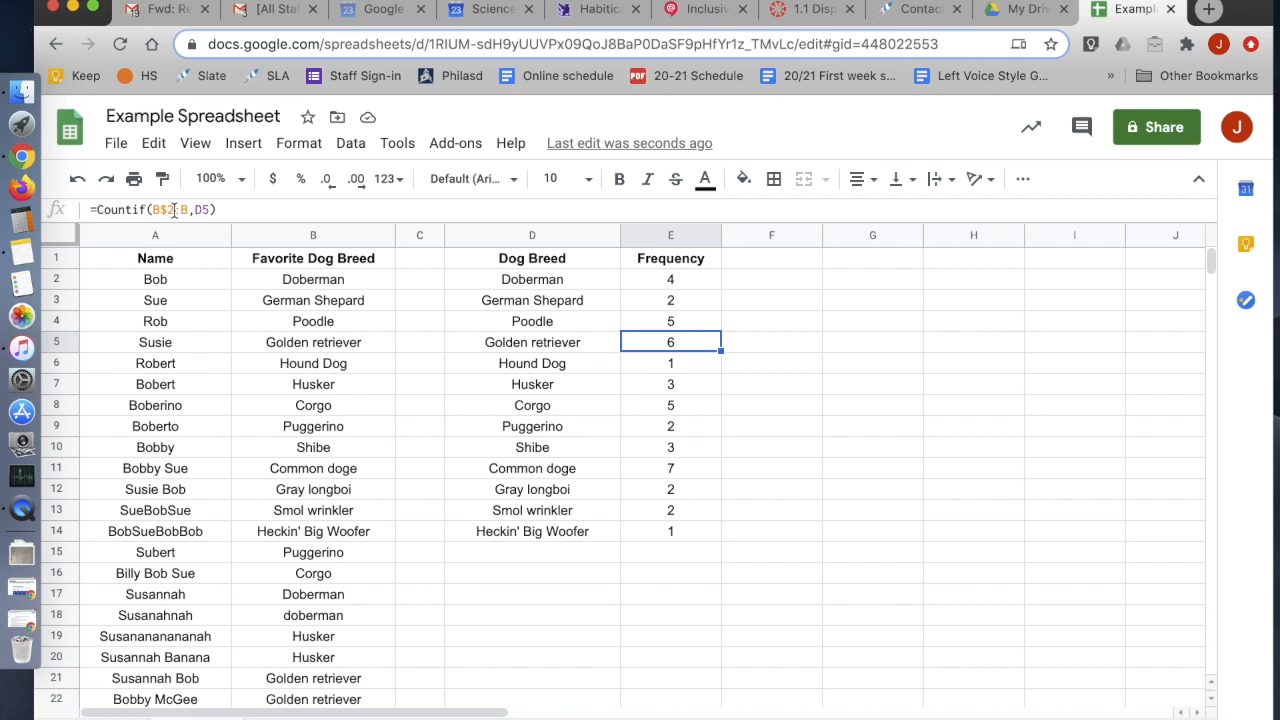 Fwd: Re
[All Sta
Google
Science
Habitic
Inclusiv
1.1 Disp
Contac
My Driv
Example
docs.google.com/spreadsheets/d/1RIUM-sdH9yUUVPx09QoJ8BaP0DaSF9pHfYr1z_TMvLc/edit#gid=448022553
Keep HS Slate SLA Staff Sign-in Philasd Online schedule PDF 20-21 Schedule 20/21 First week s... Left Voice Style G... » Other Bookmarks
Example Spreadsheet
File Edit View Insert Format Data Tools Add-ons Help Last edit was seconds ago
Share J
100% $ % .0 .00 123 Default (Ari... 10 B I S A
fx =Countif(B$2:B,D5)
A B C D E F G H I J
1 Name Favorite Dog Breed Dog Breed Frequency
2 Bob Doberman Doberman 4
3 Sue German Shepard German Shepard 2
4 Rob Poodle Poodle 5
5 Susie Golden retriever Golden retriever 6
6 Robert Hound Dog Hound Dog 1
7 Bobert Husker Husker 3
8 Boberino Corgo Corgo 5
9 Boberto Puggerino Puggerino 2
10 Bobby Shibe Shibe 3
11 Bobby Sue Common doge Common doge 7
12 Susie Bob Gray longboi Gray longboi 2
13 SueBobSue Smol wrinkler Smol wrinkler 2
14 BobSueBobBob Heckin' Big Woofer Heckin' Big Woofer 1
15 Subert Puggerino
16 Billy Bob Sue Corgo
17 Susannah Doberman
18 Susanahnah doberman
19 Susananananahah Husker
20 Susannah Banana Husker
21 Susannah Bob Golden retriever
22 Bobby McGee Golden retriever